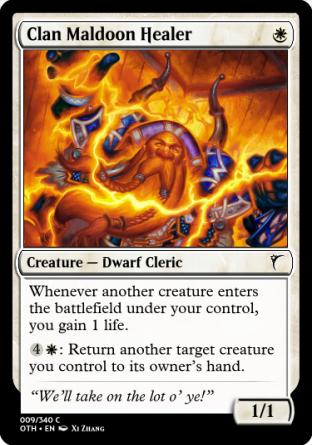 Clan Maldoon Healer
Creature — Dwarf Cleric
Whenever another creature enters
the battlefield under your control,
you gain 1 life.
4: Return another target creature
you control to its owner's hand.
"We'll take on the lot o' ye!"
1/1
009/340 C
OTH • EN Xi Zhang